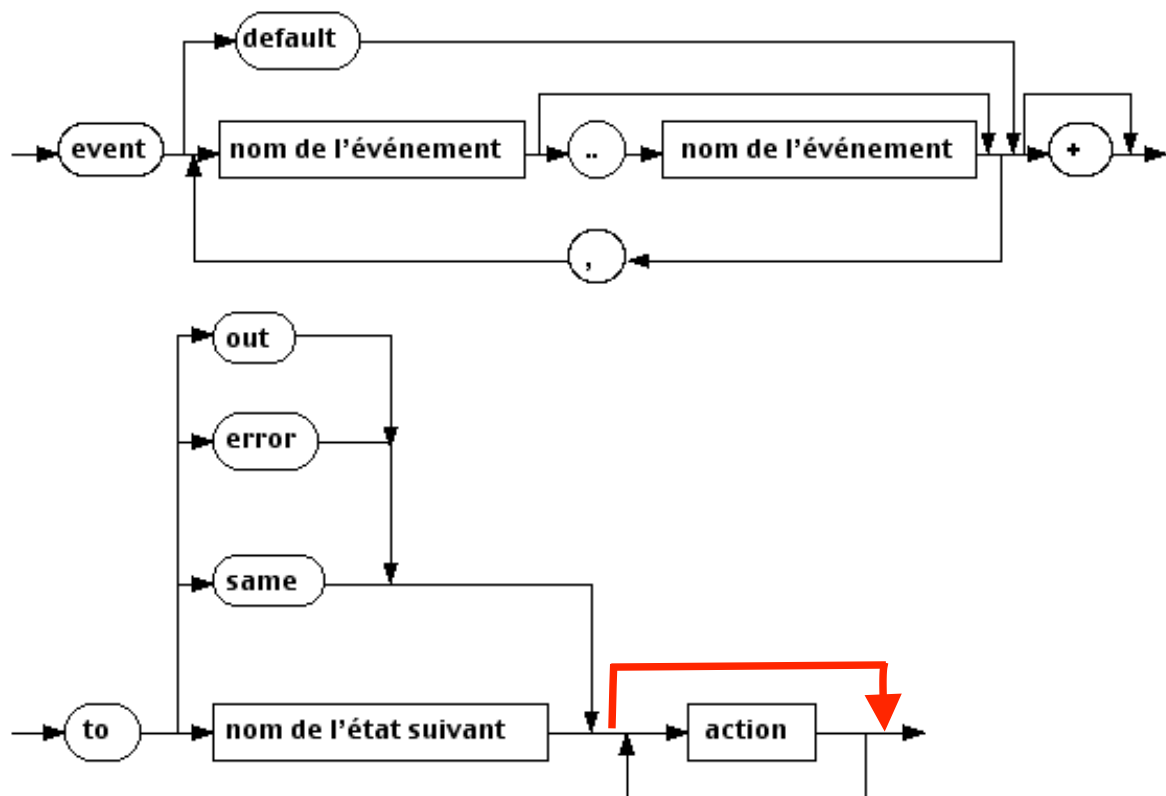 default
event nom de l'événement .. nom de l'événement +
,
out
error
same
to nom de l'état suivant action